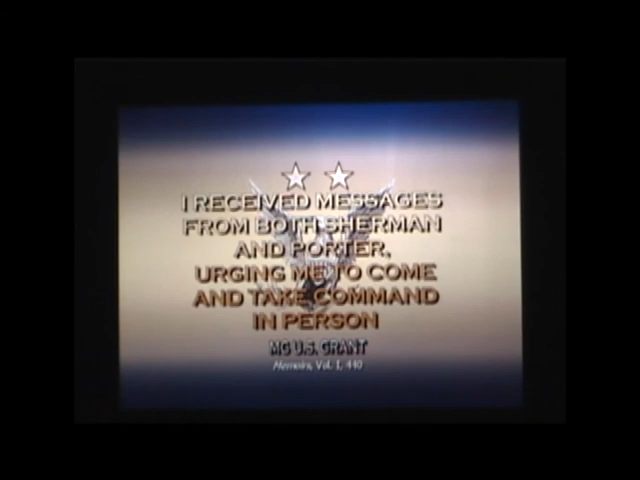 I RECEIVED MESSAGES
FROM BOTH SHERMAN
AND PORTER,
URGING ME TO COME
AND TAKE COMMAND
IN PERSON
MG U.S. GRANT
Memoirs, Vol. I, 440